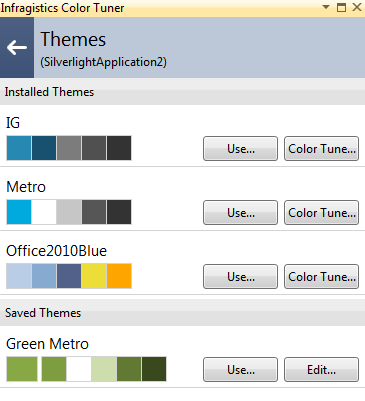 Infragistics Color Tuner
Themes
(SilverlightApplication2)
Installed Themes
IG
Use... Color Tune...
Metro
Use... Color Tune...
Office2010Blue
Use... Color Tune...
Saved Themes
Green Metro
Use... Edit...